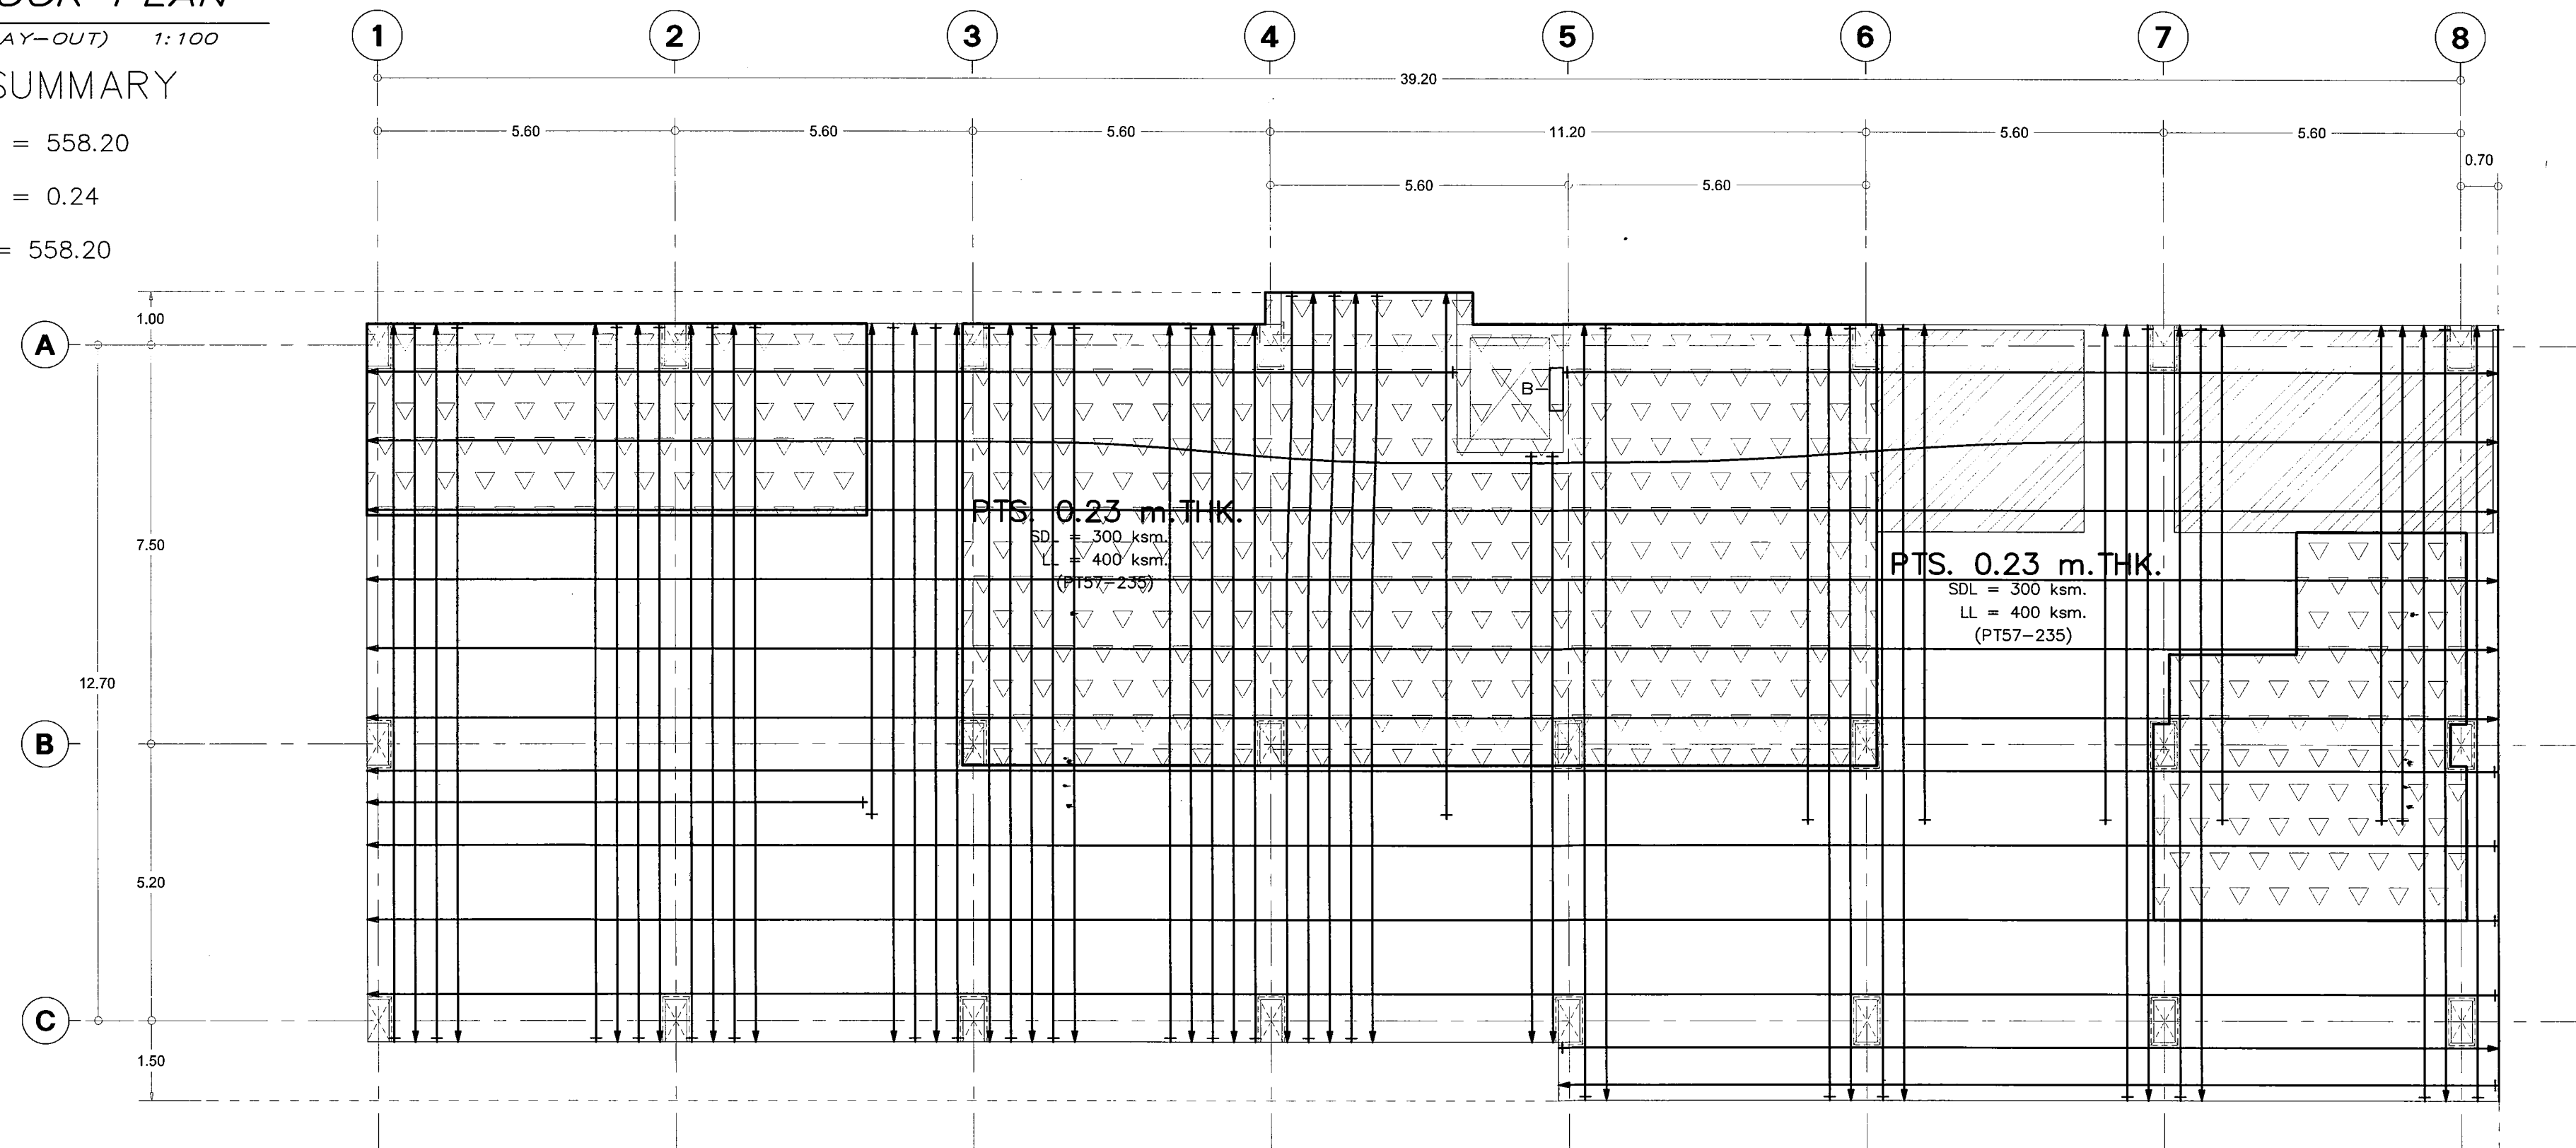 PLAN
1:100
SUMMARY
= 558.20
= 0.24
= 558.20
1 2 3 4 5 6 7 8
39.20
5.60 5.60 5.60 11.20 5.60 5.60
0.70
5.60 5.60
1.00
A
B
7.50
PTS. 0.23 m.THK.
SDL = 300 ksm.
LL = 400 ksm.
(PT57-235)
PTS. 0.23 m.THK.
SDL = 300 ksm.
LL = 400 ksm.
(PT57-235)
12.70
B
5.20
C
1.50